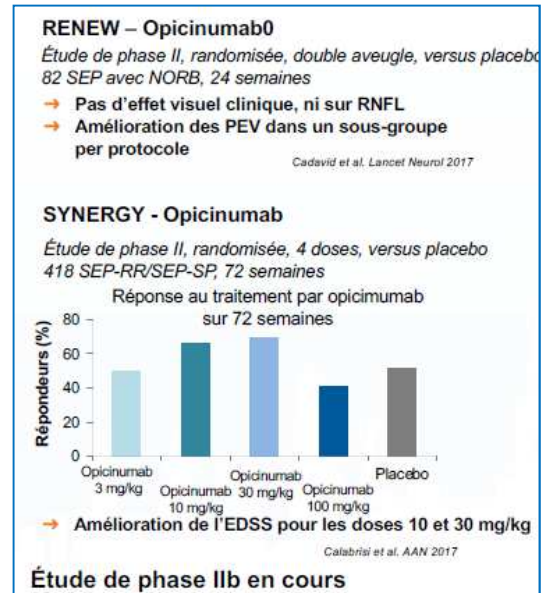 RENEW – Opicinumab0
Étude de phase II, randomisée, double aveugle, versus placebo
82 SEP avec NORB, 24 semaines
→ Pas d'effet visuel clinique, ni sur RNFL
→ Amélioration des PEV dans un sous-groupe
per protocole
Cadavid et al. Lancet Neurol 2017
SYNERGY - Opicinumab
Étude de phase II, randomisée, 4 doses, versus placebo
418 SEP-RR/SEP-SP, 72 semaines
Réponse au traitement par opicimumab
sur 72 semaines
Répondeurs (%)
80
60
40
20
0
Opicinumab
3 mg/kg
Opicinumab
10 mg/kg
Opicinumab
30 mg/kg
Opicinumab
100 mg/kg
Placebo
→ Amélioration de l'EDSS pour les doses 10 et 30 mg/kg
Calabrisi et al. AAN 2017
Étude de phase IIb en cours